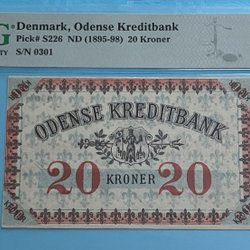 Denmark, Odense Kreditbank
Pick# S226 ND (1895-98) 20 Kroner
S/N 0301
ODENSE KREDITBANK
20 KRONER 20